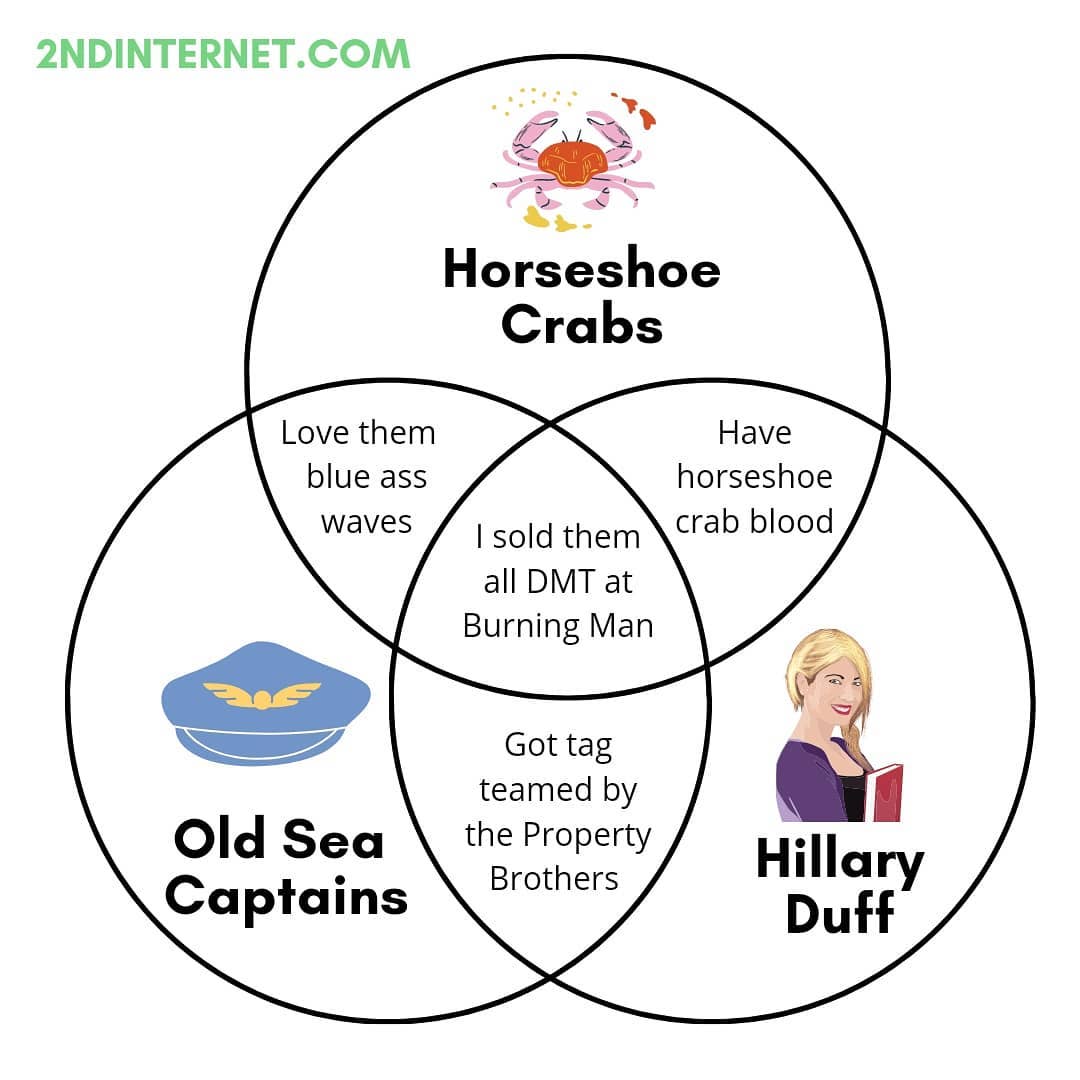 2NDINTERNET.COM
Horseshoe
Crabs
Love them
blue ass
waves
Have
horseshoe
crab blood
I sold them
all DMT at
Burning Man
Got tag
teamed by
the Property
Brothers
Old Sea
Captains
Hillary
Duff